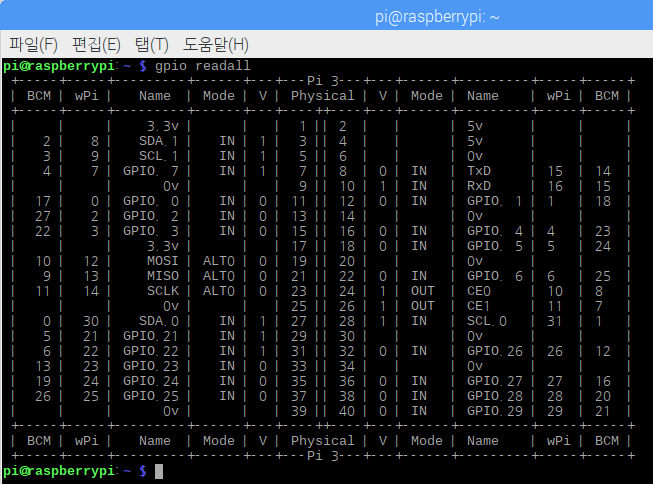 pi@raspberrypi: ~
파일(F) 편집(E) 탭(T) 도움말(H)
pi@raspberrypi:~ $ gpio readall
+-----+-----+---------+------+---+---Pi 3---+---+------+---------+-----+-----+
| BCM | wPi |   Name  | Mode | V | Physical | V | Mode | Name    | wPi | BCM |
+-----+-----+---------+------+---+----++----+---+------+---------+-----+-----+
|     |     |    3.3v |      |   |  1 || 2  |   |      | 5v      |     |     |
|   2 |   8 |   SDA.1 |   IN | 1 |  3 || 4  |   |      | 5v      |     |     |
|   3 |   9 |   SCL.1 |   IN | 1 |  5 || 6  |   |      | 0v      |     |     |
|   4 |   7 | GPIO. 7 |   IN | 1 |  7 || 8  | 0 | IN   | TxD     | 15  | 14  |
|     |     |      0v |      |   |  9 || 10 | 1 | IN   | RxD     | 16  | 15  |
|  17 |   0 | GPIO. 0 |   IN | 0 | 11 || 12 | 0 | IN   | GPIO. 1 | 1   | 18  |
|  27 |   2 | GPIO. 2 |   IN | 0 | 13 || 14 |   |      | 0v      |     |     |
|  22 |   3 | GPIO. 3 |   IN | 0 | 15 || 16 | 0 | IN   | GPIO. 4 | 4   | 23  |
|     |     |    3.3v |      |   | 17 || 18 | 0 | IN   | GPIO. 5 | 5   | 24  |
|  10 |  12 |    MOSI | ALT0 | 0 | 19 || 20 |   |      | 0v      |     |     |
|   9 |  13 |    MISO | ALT0 | 0 | 21 || 22 | 0 | IN   | GPIO. 6 | 6   | 25  |
|  11 |  14 |    SCLK | ALT0 | 0 | 23 || 24 | 1 | OUT  | CE0     | 10  | 8   |
|     |     |      0v |      |   | 25 || 26 | 1 | OUT  | CE1     | 11  | 7   |
|   0 |  30 |   SDA.0 |   IN | 1 | 27 || 28 | 1 | IN   | SCL.0   | 31  | 1   |
|   5 |  21 | GPIO.21 |   IN | 1 | 29 || 30 |   |      | 0v      |     |     |
|   6 |  22 | GPIO.22 |   IN | 1 | 31 || 32 | 0 | IN   | GPIO.26 | 26  | 12  |
|  13 |  23 | GPIO.23 |   IN | 0 | 33 || 34 |   |      | 0v      |     |     |
|  19 |  24 | GPIO.24 |   IN | 0 | 35 || 36 | 0 | IN   | GPIO.27 | 27  | 16  |
|  26 |  25 | GPIO.25 |   IN | 0 | 37 || 38 | 0 | IN   | GPIO.28 | 28  | 20  |
|     |     |      0v |      |   | 39 || 40 | 0 | IN   | GPIO.29 | 29  | 21  |
+-----+-----+---------+------+---+----++----+---+------+---------+-----+-----+
| BCM | wPi |   Name  | Mode | V | Physical | V | Mode | Name    | wPi | BCM |
+-----+-----+---------+------+---+---Pi 3---+---+------+---------+-----+-----+
pi@raspberrypi:~ $